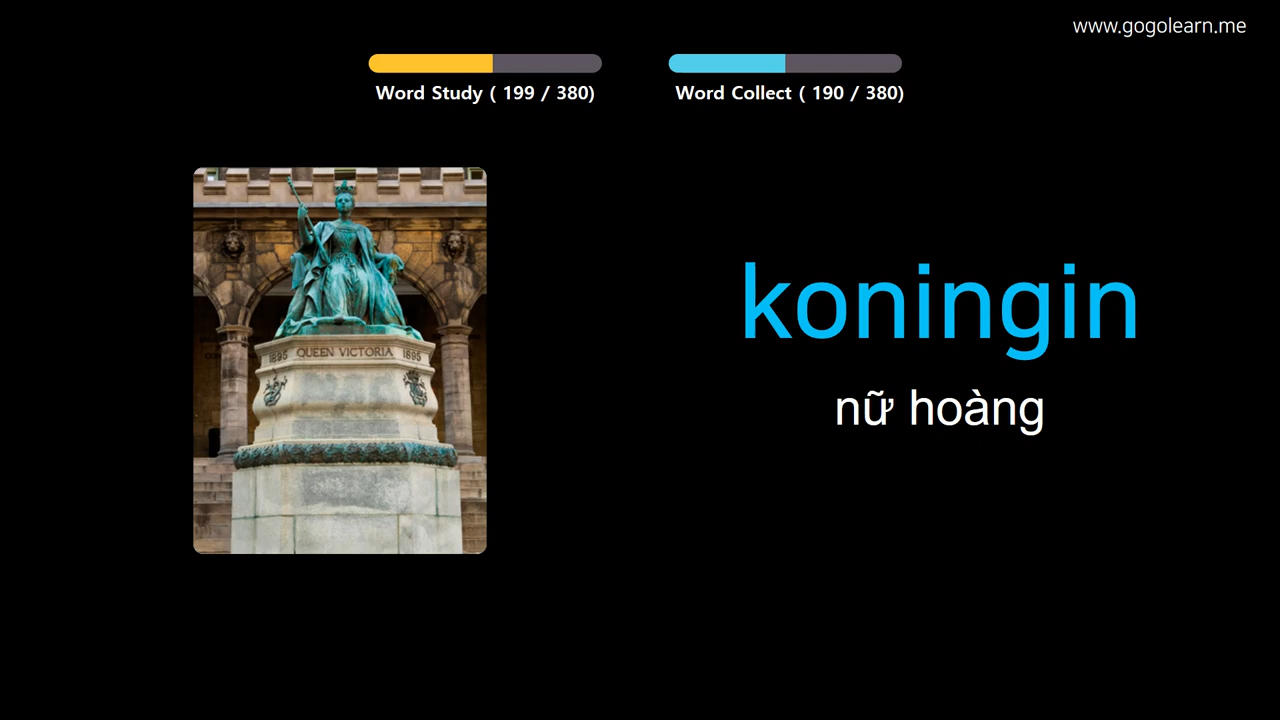 www.gogolearn.me
Word Study ( 199 / 380)
Word Collect ( 190 / 380)
1895 QUEEN VICTORIA 1895
koningin
nữ hoàng